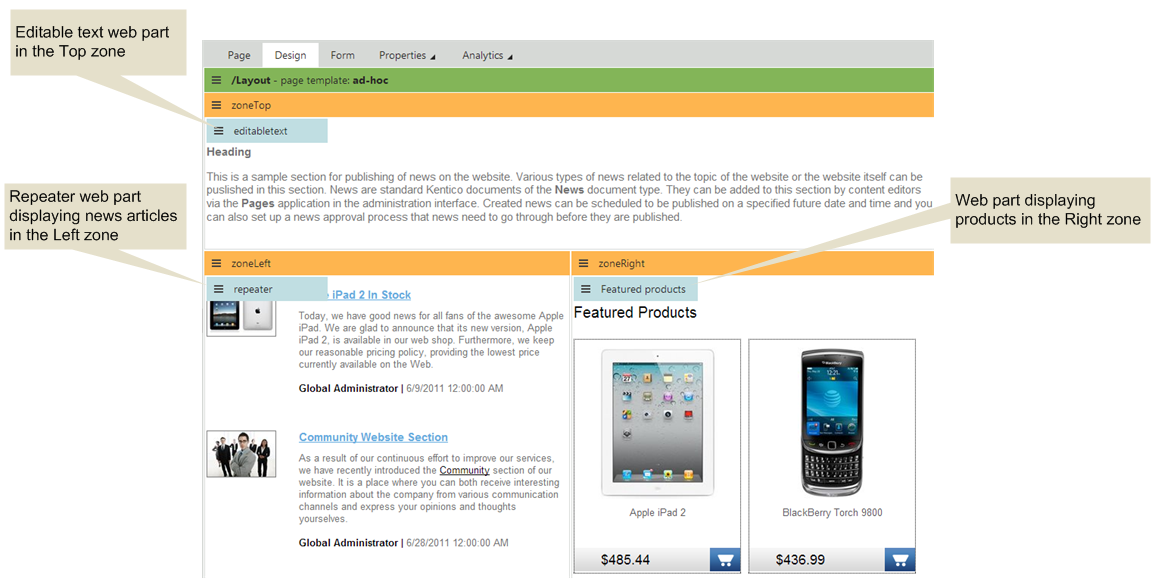 Editable text web part
in the Top zone
Page Design Form Properties Analytics
/Layout - page template: ad-hoc
zoneTop
editabletext
Heading
This is a sample section for publishing of news on the website. Various types of news related to the topic of the website or the website itself can be
puslished in this section. News are standard Kentico documents of the News document type. They can be added to this section by content editors
via the Pages application in the administration interface. Created news can be scheduled to be published on a specified future date and time and you
can also set up a news approval process that news need to go through before they are published.
Repeater web part
displaying news articles
in the Left zone
Web part displaying
products in the Right zone
zoneLeft
repeater
iPad 2 In Stock
Today, we have good news for all fans of the awesome Apple
iPad. We are glad to announce that its new version, Apple
iPad 2, is available in our web shop. Furthermore, we keep
our reasonable pricing policy, providing the lowest price
currently available on the Web.
Global Administrator | 6/9/2011 12:00:00 AM
Community Website Section
As a result of our continuous effort to improve our services,
we have recently introduced the Community section of our
website. It is a place where you can both receive interesting
information about the company from various communication
channels and express your opinions and thoughts
yourselves.
Global Administrator | 6/28/2011 12:00:00 AM
zoneRight
Featured products
Featured Products
Apple iPad 2
$485.44
BlackBerry Torch 9800
$436.99